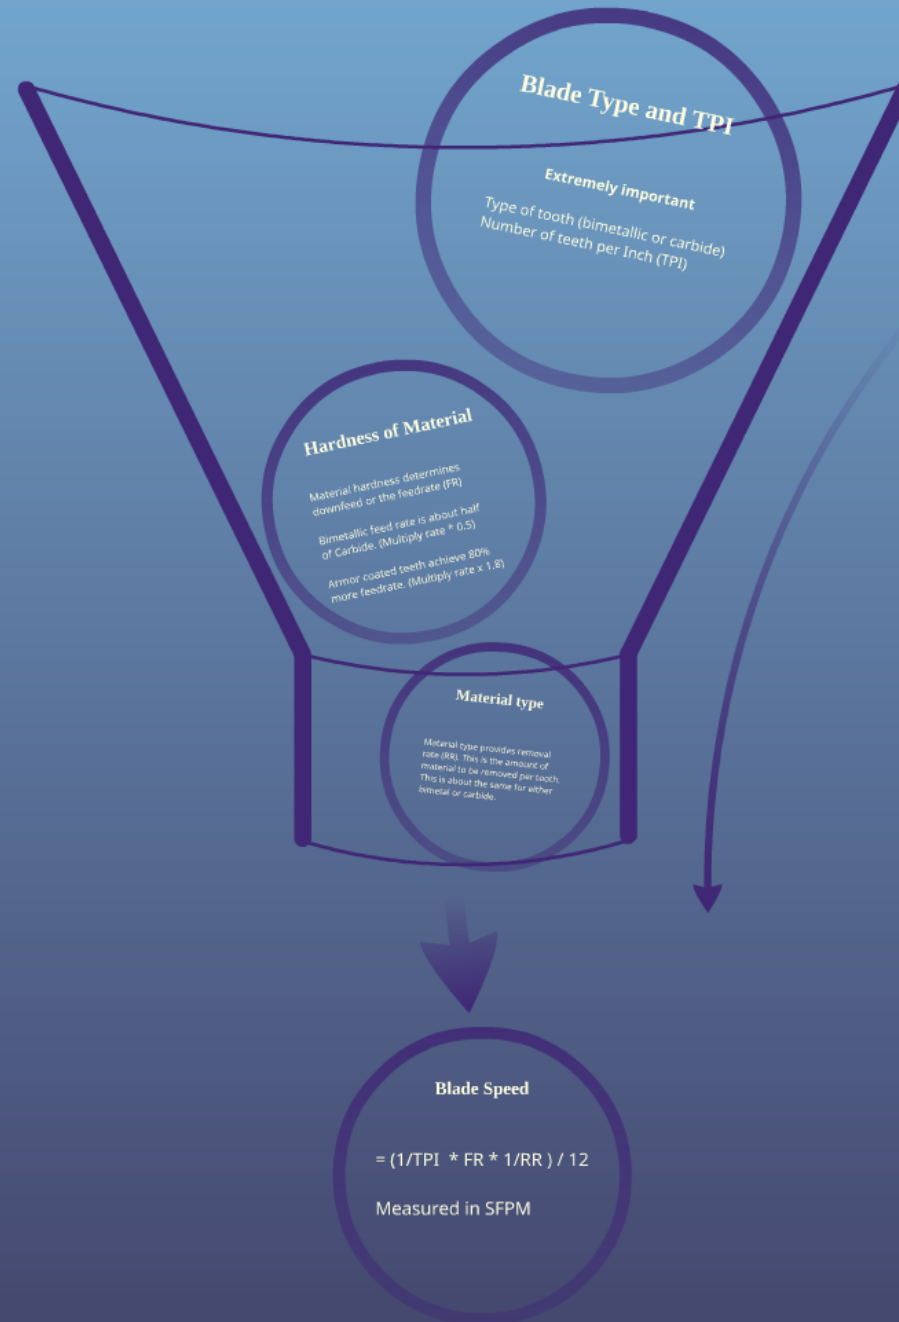 Blade Type and TPI
Extremely important
Type of tooth (bimetallic or carbide)
Number of teeth per Inch (TPI)
Hardness of Material
Material hardness determines
downfeed or the feedrate (FR)
Bimetallic feed rate is about half
of Carbide. (Multiply rate * 0.5)
Armor coated teeth achieve 80%
more feedrate. (Multiply rate x 1.8)
Material type
Material type provides removal
rate (RR). This is the amount of
material to be removed per tooth.
This is about the same for either
bimetal or carbide.
Blade Speed
= (1/TPI * FR * 1/RR ) / 12
Measured in SFPM